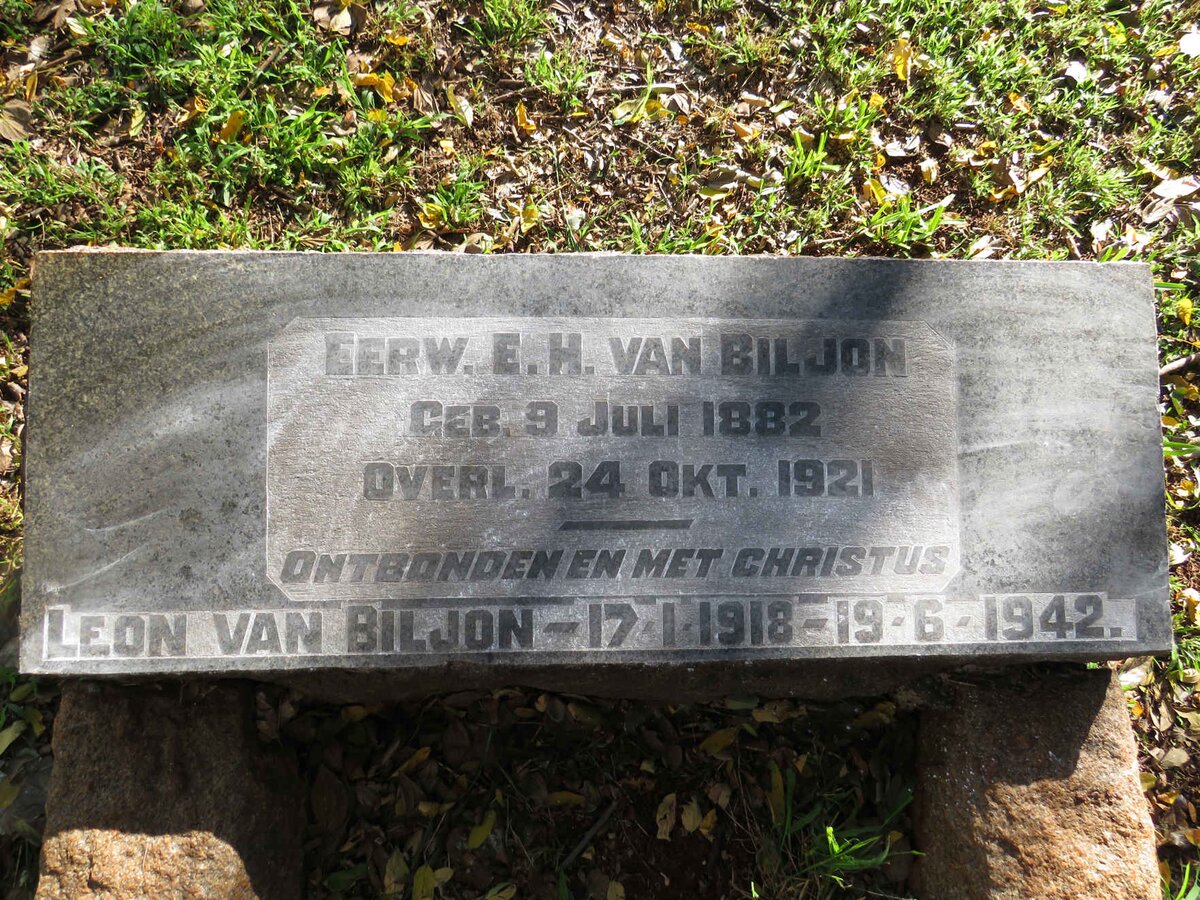 EERW. E. H. VAN BILJON
GEB. 9 JULI 1882
OVERL. 24 OKT. 1921
ONTBONDEN EN MET CHRISTUS
LEON VAN BILJON - 17·1·1918 - 19·6·1942.